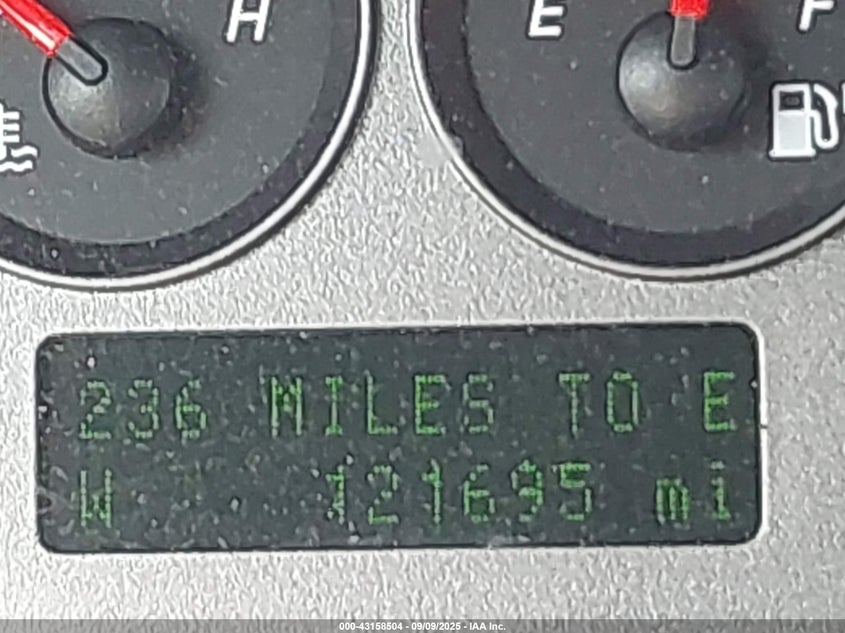 H
E F
236 MILES TO E
W 121695 mi
000-43158504 - 09/09/2025 - IAA Inc.